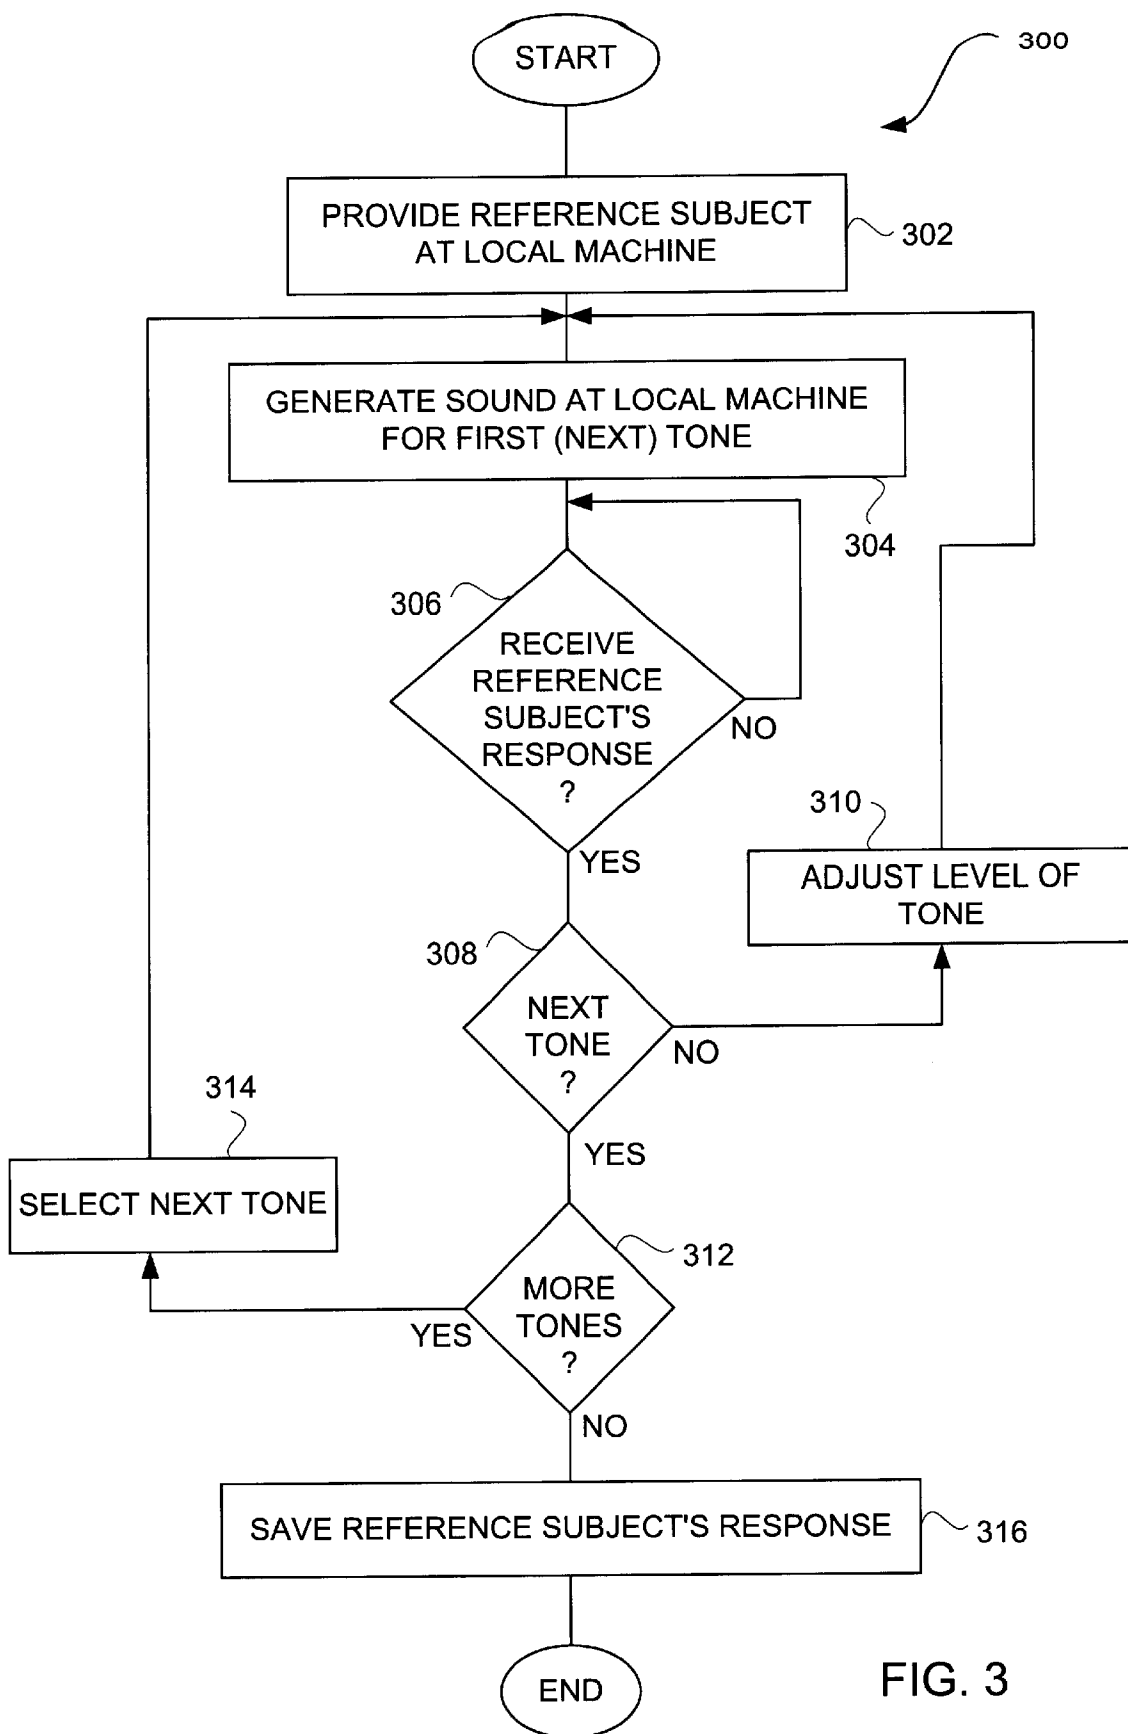 START
300
PROVIDE REFERENCE SUBJECT
AT LOCAL MACHINE
302
GENERATE SOUND AT LOCAL MACHINE
FOR FIRST (NEXT) TONE
304
306
RECEIVE
REFERENCE
SUBJECT'S
RESPONSE
?
NO
YES
310
ADJUST LEVEL OF
TONE
308
NEXT
TONE
?
NO
YES
314
SELECT NEXT TONE
312
MORE
TONES
?
YES
NO
SAVE REFERENCE SUBJECT'S RESPONSE
316
END
FIG. 3